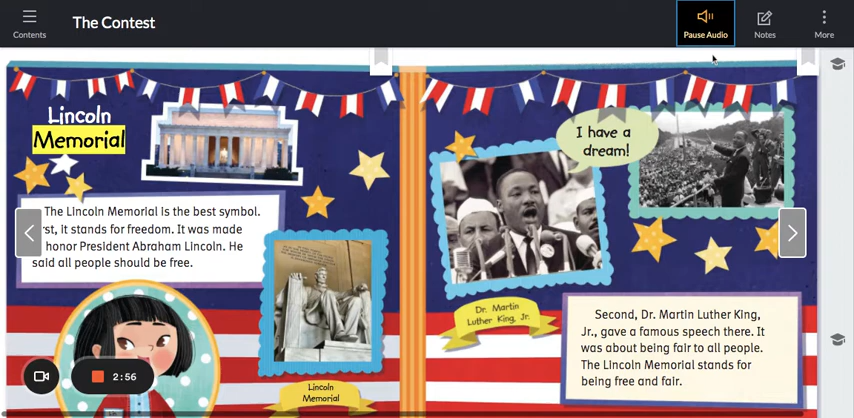 Contents
The Contest
Pause Audio
Notes
More
Lincoln
Memorial
The Lincoln Memorial is the best symbol.
rst, it stands for freedom. It was made
honor President Abraham Lincoln. He
said all people should be free.
Lincoln
Memorial
2:56
I have a
dream!
Dr. Martin
Luther King, Jr.
Second, Dr. Martin Luther King,
Jr., gave a famous speech there. It
was about being fair to all people.
The Lincoln Memorial stands for
being free and fair.